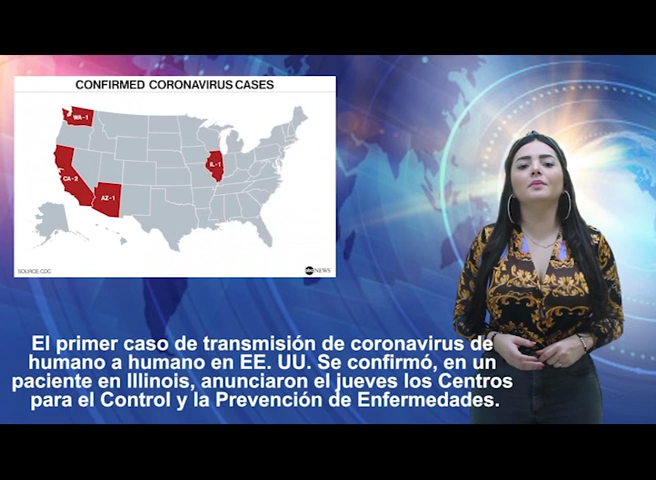 CONFIRMED CORONAVIRUS CASES
WA - 1
CA - 2
AZ - 1
IL - 1
SOURCE: CDC
abc NEWS
El primer caso de transmisión de coronavirus de
humano a humano en EE. UU. Se confirmó, en un
paciente en Illinois, anunciaron el jueves los Centros
para el Control y la Prevención de Enfermedades.